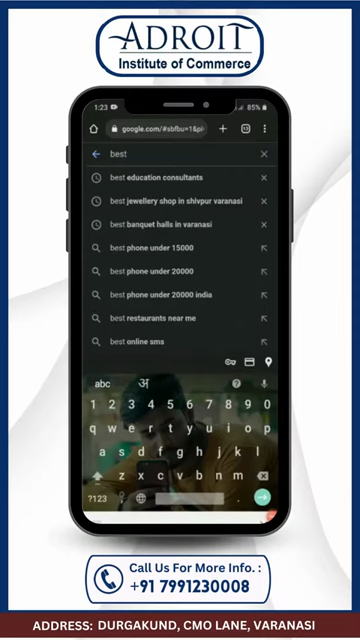 ADROIT
Institute of Commerce
1:23
85%
google.com/#sbfbu=1&pi
13
best
best education consultants
best jewellery shop in shivpur varanasi
best banquet halls in varanasi
best phone under 15000
best phone under 20000
best phone under 20000 india
best restaurants near me
best online sms
abc अ
1 2 3 4 5 6 7 8 9 0
q w e r t y u i o p
a s d f g h j k l
z x c v b n m
?123 .
Call Us For More Info. :
+91 7991230008
ADDRESS: DURGAKUND, CMO LANE, VARANASI